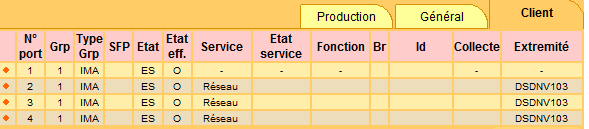 Production Général Client
N° port Grp Type Grp SFP Etat Etat eff. Service Etat service Fonction Br Id Collecte Extremité
1 1 IMA ES O - - - - - -
2 1 IMA ES O Réseau DSDNV103
3 1 IMA ES O Réseau DSDNV103
4 1 IMA ES O Réseau DSDNV103